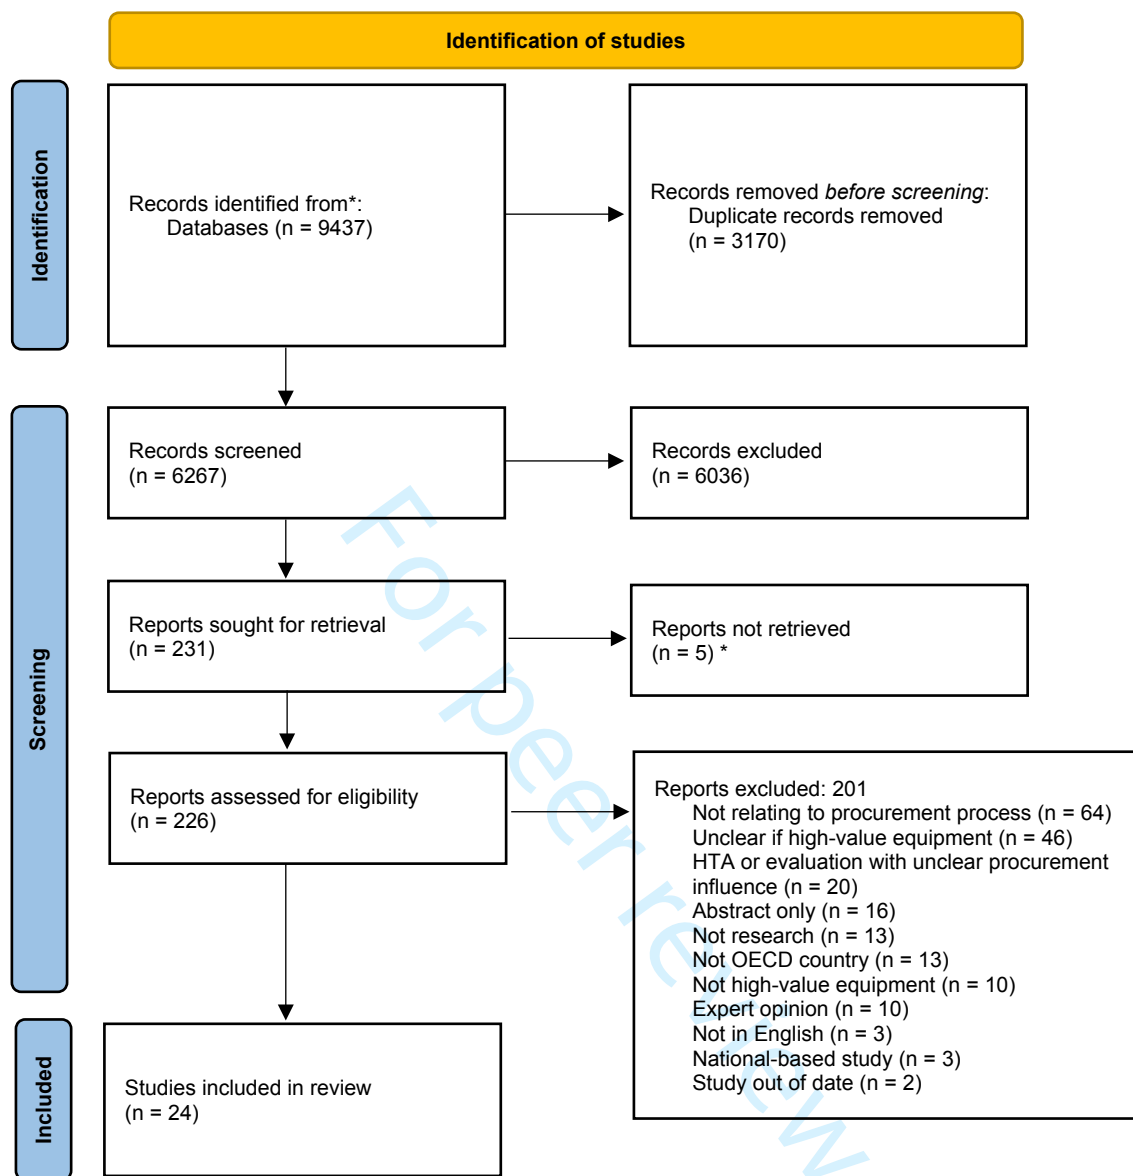 Identification of studies
Identification
Records identified from*:
Databases (n = 9437)
Records removed before screening:
Duplicate records removed
(n = 3170)
Screening
Records screened
(n = 6267)
Records excluded
(n = 6036)
Reports sought for retrieval
(n = 231)
Reports not retrieved
(n = 5) *
Reports assessed for eligibility
(n = 226)
Reports excluded: 201
Not relating to procurement process (n = 64)
Unclear if high-value equipment (n = 46)
HTA or evaluation with unclear procurement
influence (n = 20)
Abstract only (n = 16)
Not research (n = 13)
Not OECD country (n = 13)
Not high-value equipment (n = 10)
Expert opinion (n = 10)
Not in English (n = 3)
National-based study (n = 3)
Study out of date (n = 2)
Included
Studies included in review
(n = 24)
For peer review